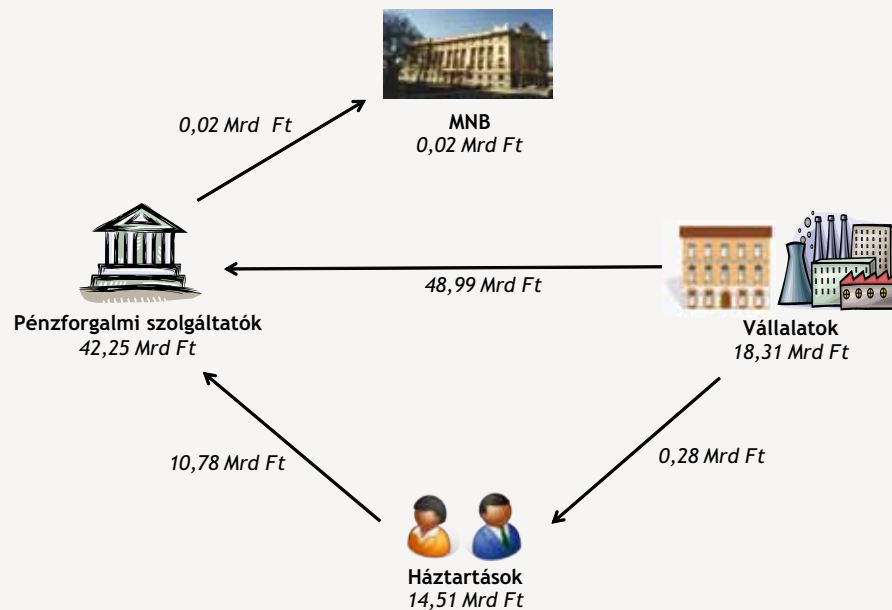 0,02 Mrd Ft
MNB
0,02 Mrd Ft
48,99 Mrd Ft
Pénzforgalmi szolgáltatók
42,25 Mrd Ft
Vállalatok
18,31 Mrd Ft
10,78 Mrd Ft
0,28 Mrd Ft
Háztartások
14,51 Mrd Ft